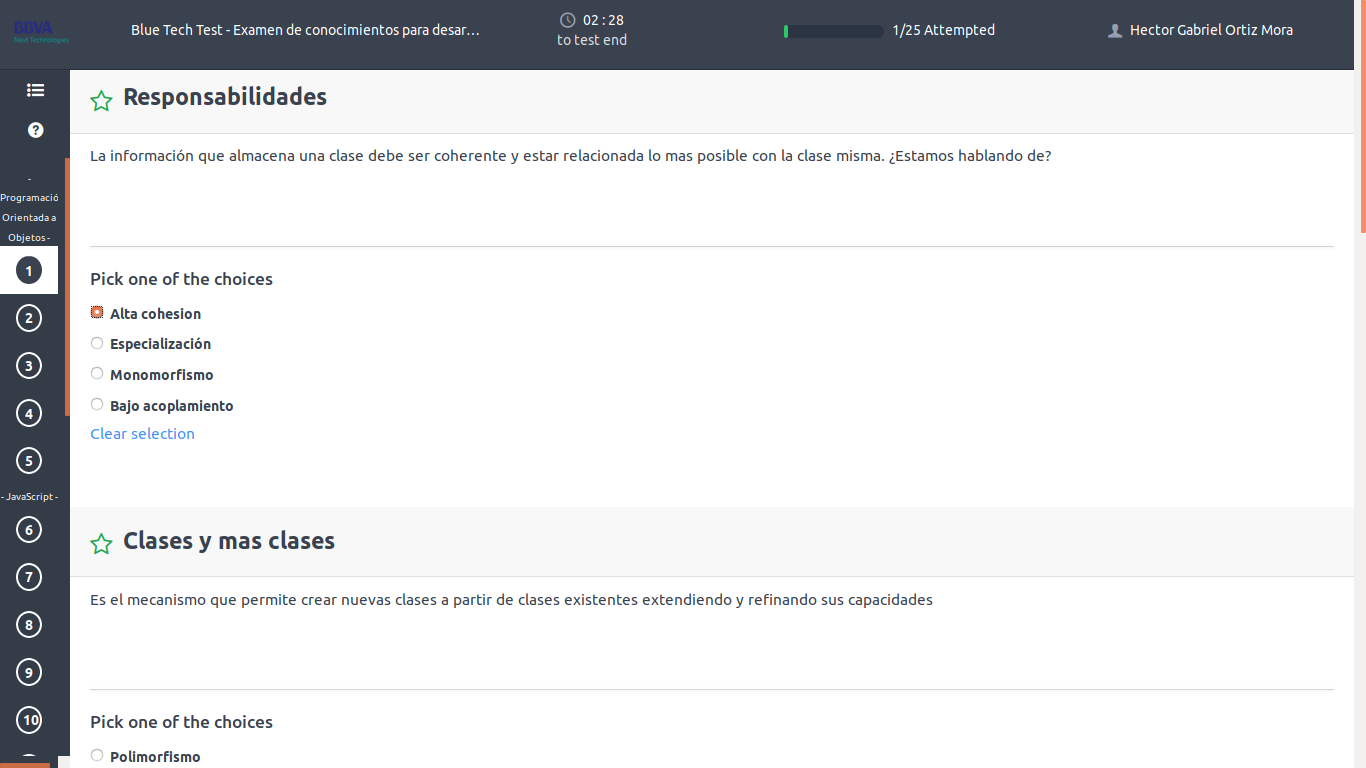 BBVA
Next Technologies
Blue Tech Test - Examen de conocimientos para desar...
02 : 28
to test end
1/25 Attempted
Hector Gabriel Ortiz Mora
-
Programació
Orientada a
Objetos -
1
2
3
4
5
- JavaScript -
6
7
8
9
10
Responsabilidades
La información que almacena una clase debe ser coherente y estar relacionada lo mas posible con la clase misma. ¿Estamos hablando de?
Pick one of the choices
Alta cohesion
Especialización
Monomorfismo
Bajo acoplamiento
Clear selection
Clases y mas clases
Es el mecanismo que permite crear nuevas clases a partir de clases existentes extendiendo y refinando sus capacidades
Pick one of the choices
Polimorfismo